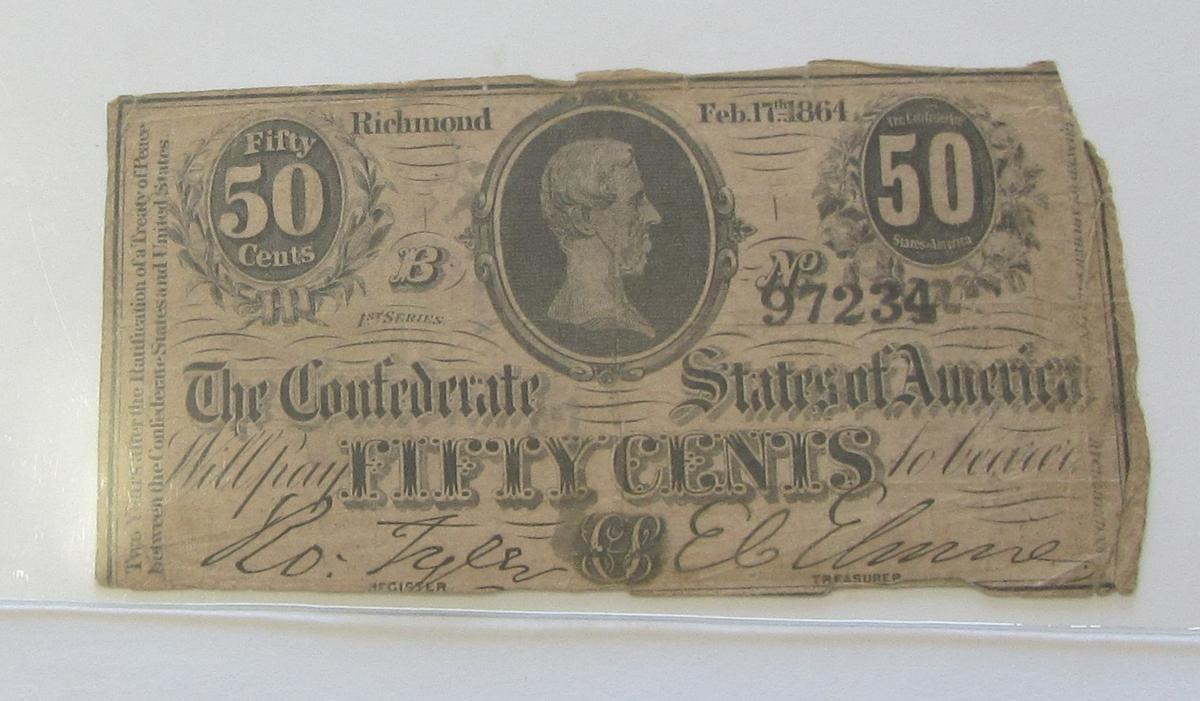 Two Years after the Ratification of a Treaty of Peace
between the Confederate States and United States
Fifty
50
Cents
Richmond
Feb. 17th 1864
The Confederate
50
States of America
B
1ST SERIES
No
97234
The Confederate States of America
Will pay FIFTY CENTS to bearer
Ro: Tyler
REGISTER
CS
E C Elmore
TREASURER